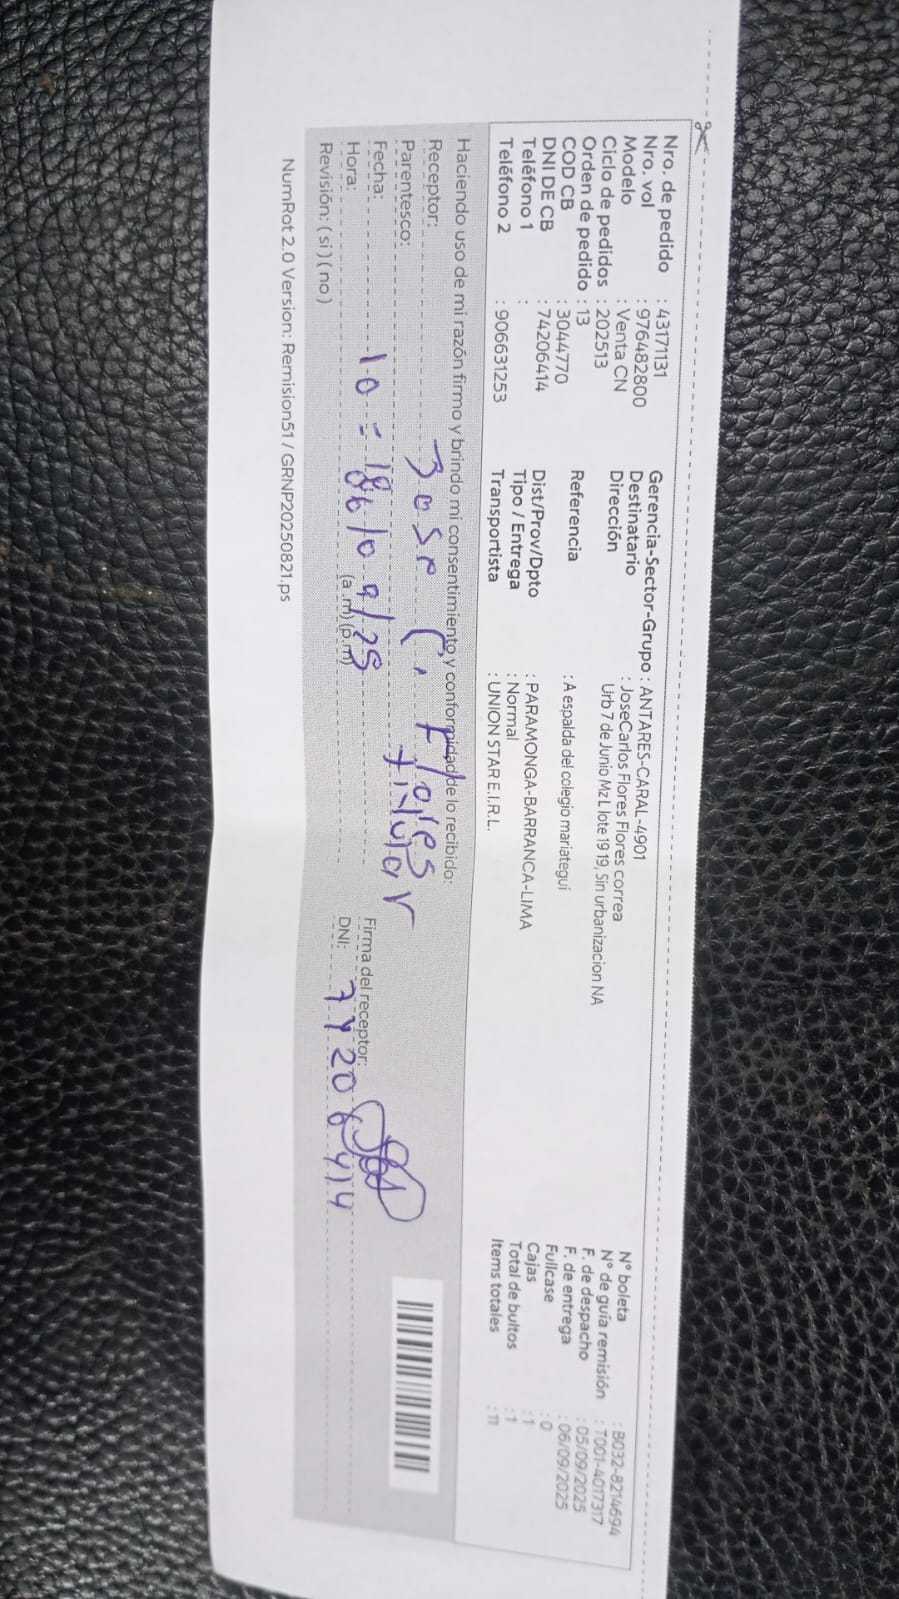 Nro. de pedido : 43171131
Nro. vol : 976482800
Modelo : Venta CN
Ciclo de pedidos : 202513
Orden de pedido : 13
COD CB : 3044770
DNI DE CB : 74206414
Teléfono 1 :
Teléfono 2 : 906631253
Gerencia-Sector-Grupo : ANTARES-CARAL-4901
Destinatario : JoseCarlos Flores Flores correa
Dirección Urb 7 de Junio Mz L lote 19 19, Sin urbanizacion NA
Referencia : A espalda del colegio mariategui
Dist/Prov/Dpto : PARAMONGA-BARRANCA-LIMA
Tipo / Entrega : Normal
Transportista : UNION STAR E.I.R.L.
N° boleta : B032-8214694
N° de guía remisión : T001-4017317
F. de despacho : 05/09/2025
F. de entrega : 06/09/2025
Fullcase : 0
Cajas : 1
Total de bultos : 1
Items totales : 11
Haciendo uso de mi razón firmo y brindo mi consentimiento y conformidad de lo recibido:
Receptor: Jose C. Flores
Parentesco: titular
Fecha: 06/09/25
Hora: 10 = 18 (a.m) (p.m)
Revisión: ( si ) ( no )
Firma del receptor:
DNI: 74206414
NumRot 2.0 Version: Remision51 / GRNP20250821.ps